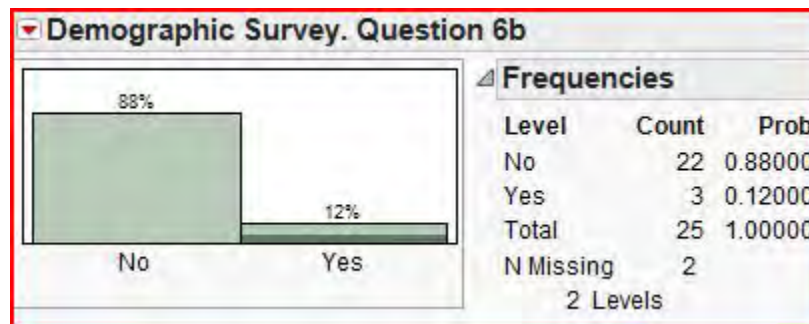 Demographic Survey. Question 6b
88%
12%
No Yes
Frequencies
Level Count Prob
No 22 0.88000
Yes 3 0.12000
Total 25 1.00000
N Missing 2
2 Levels